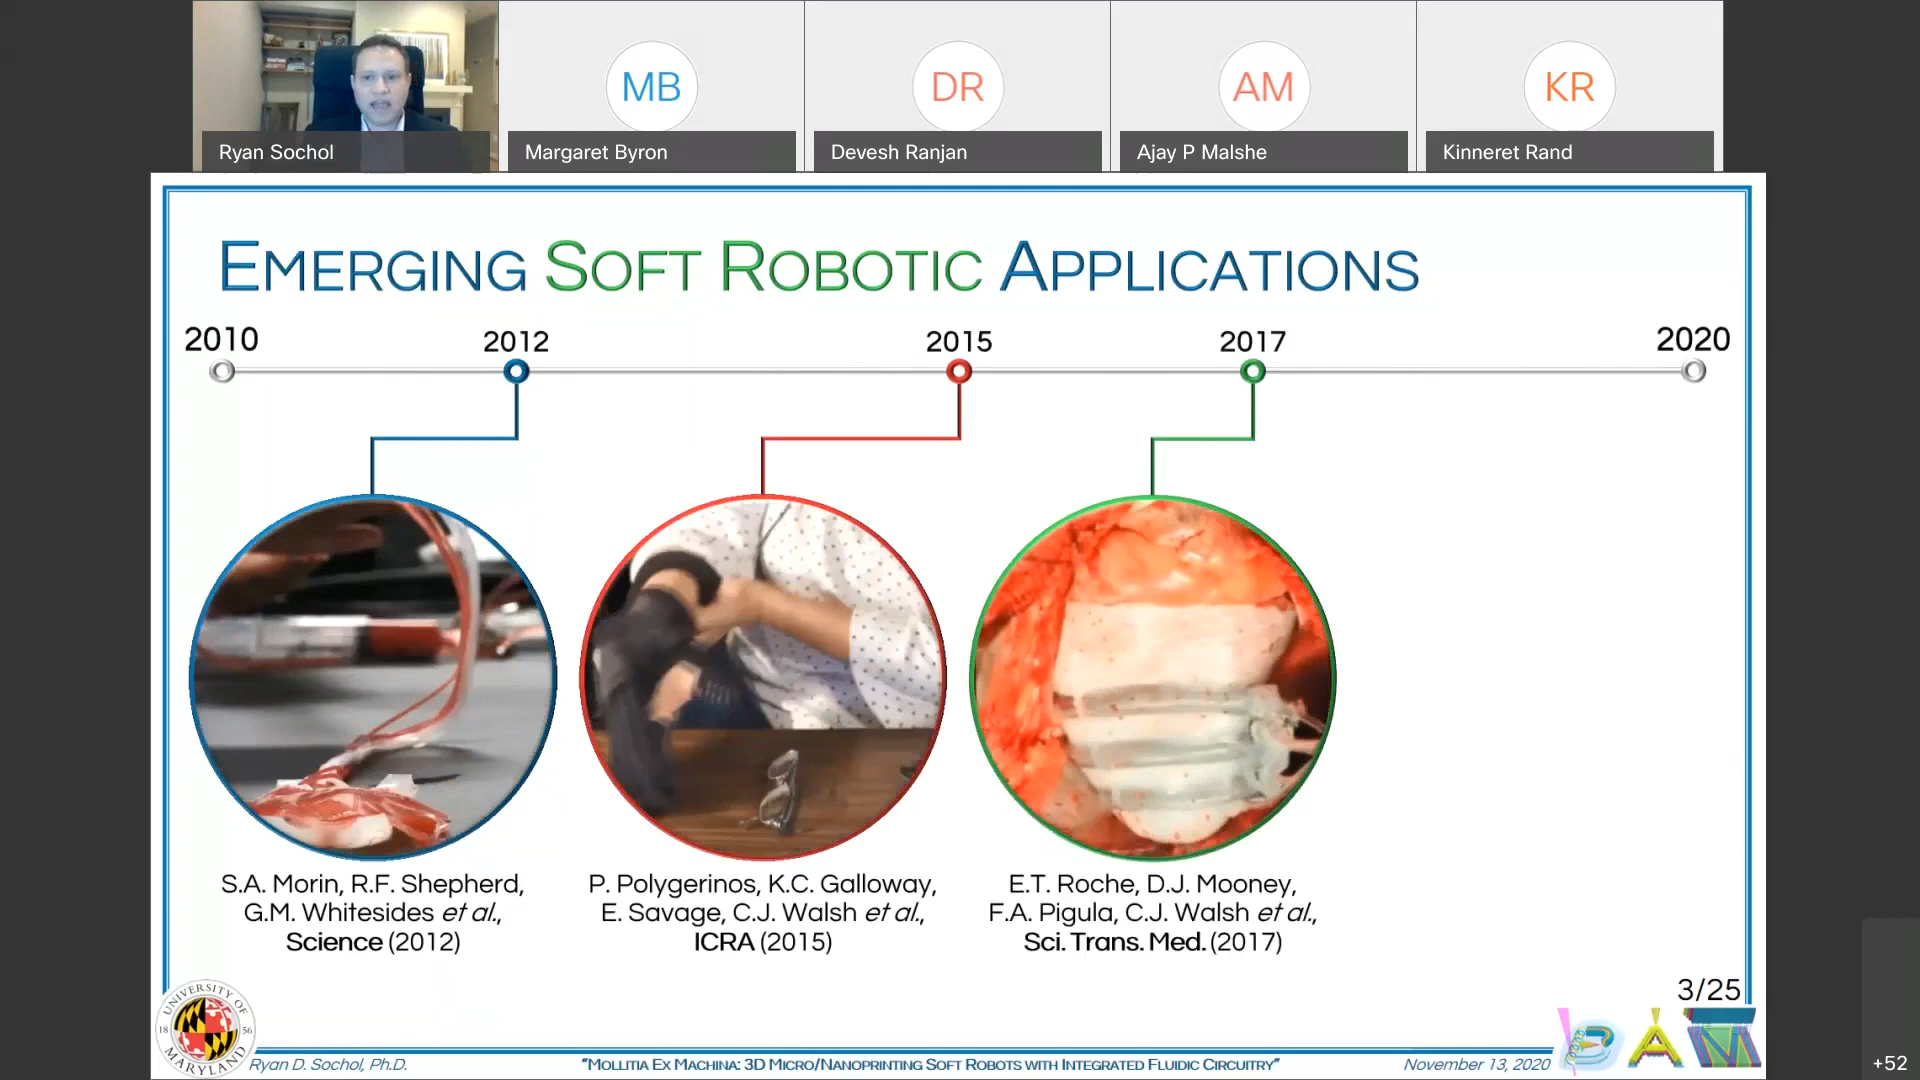 MB
DR
AM
KR
Ryan Sochol
Margaret Byron
Devesh Ranjan
Ajay P Malshe
Kinneret Rand
EMERGING SOFT ROBOTIC APPLICATIONS
2010
2012
2015
2017
2020
S.A. Morin, R.F. Shepherd,
G.M. Whitesides et al.,
Science (2012)
P. Polygerinos, K.C. Galloway,
E. Savage, C.J. Walsh et al.,
ICRA (2015)
E.T. Roche, D.J. Mooney,
F.A. Pigula, C.J. Walsh et al.,
Sci. Trans. Med. (2017)
3/25
UNIVERSITY OF
18 56
MARYLAND
Ryan D. Sochol, Ph.D.
"MOLLITIA EX MACHINA: 3D MICRO/NANOPRINTING SOFT ROBOTS WITH INTEGRATED FLUIDIC CIRCUITRY"
November 13, 2020
BAM
+52